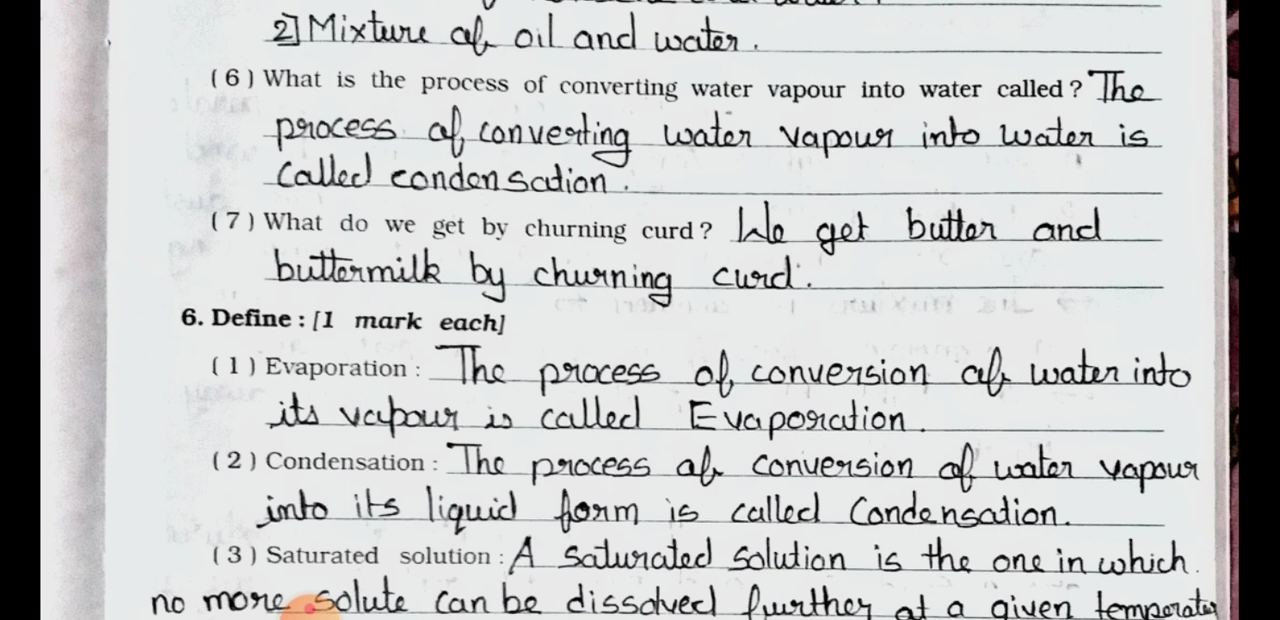 2] Mixture of oil and water.
( 6 ) What is the process of converting water vapour into water called ? The
process of converting water vapour into water is
called condensation.
( 7 ) What do we get by churning curd ? We get butter and
buttermilk by churning curd.
6. Define : [1 mark each]
( 1 ) Evaporation : The process of conversion of water into
its vapour is called Evaporation.
( 2 ) Condensation : The process of conversion of water vapour
into its liquid form is called Condensation.
( 3 ) Saturated solution : A saturated solution is the one in which
no more solute can be dissolved further at a given